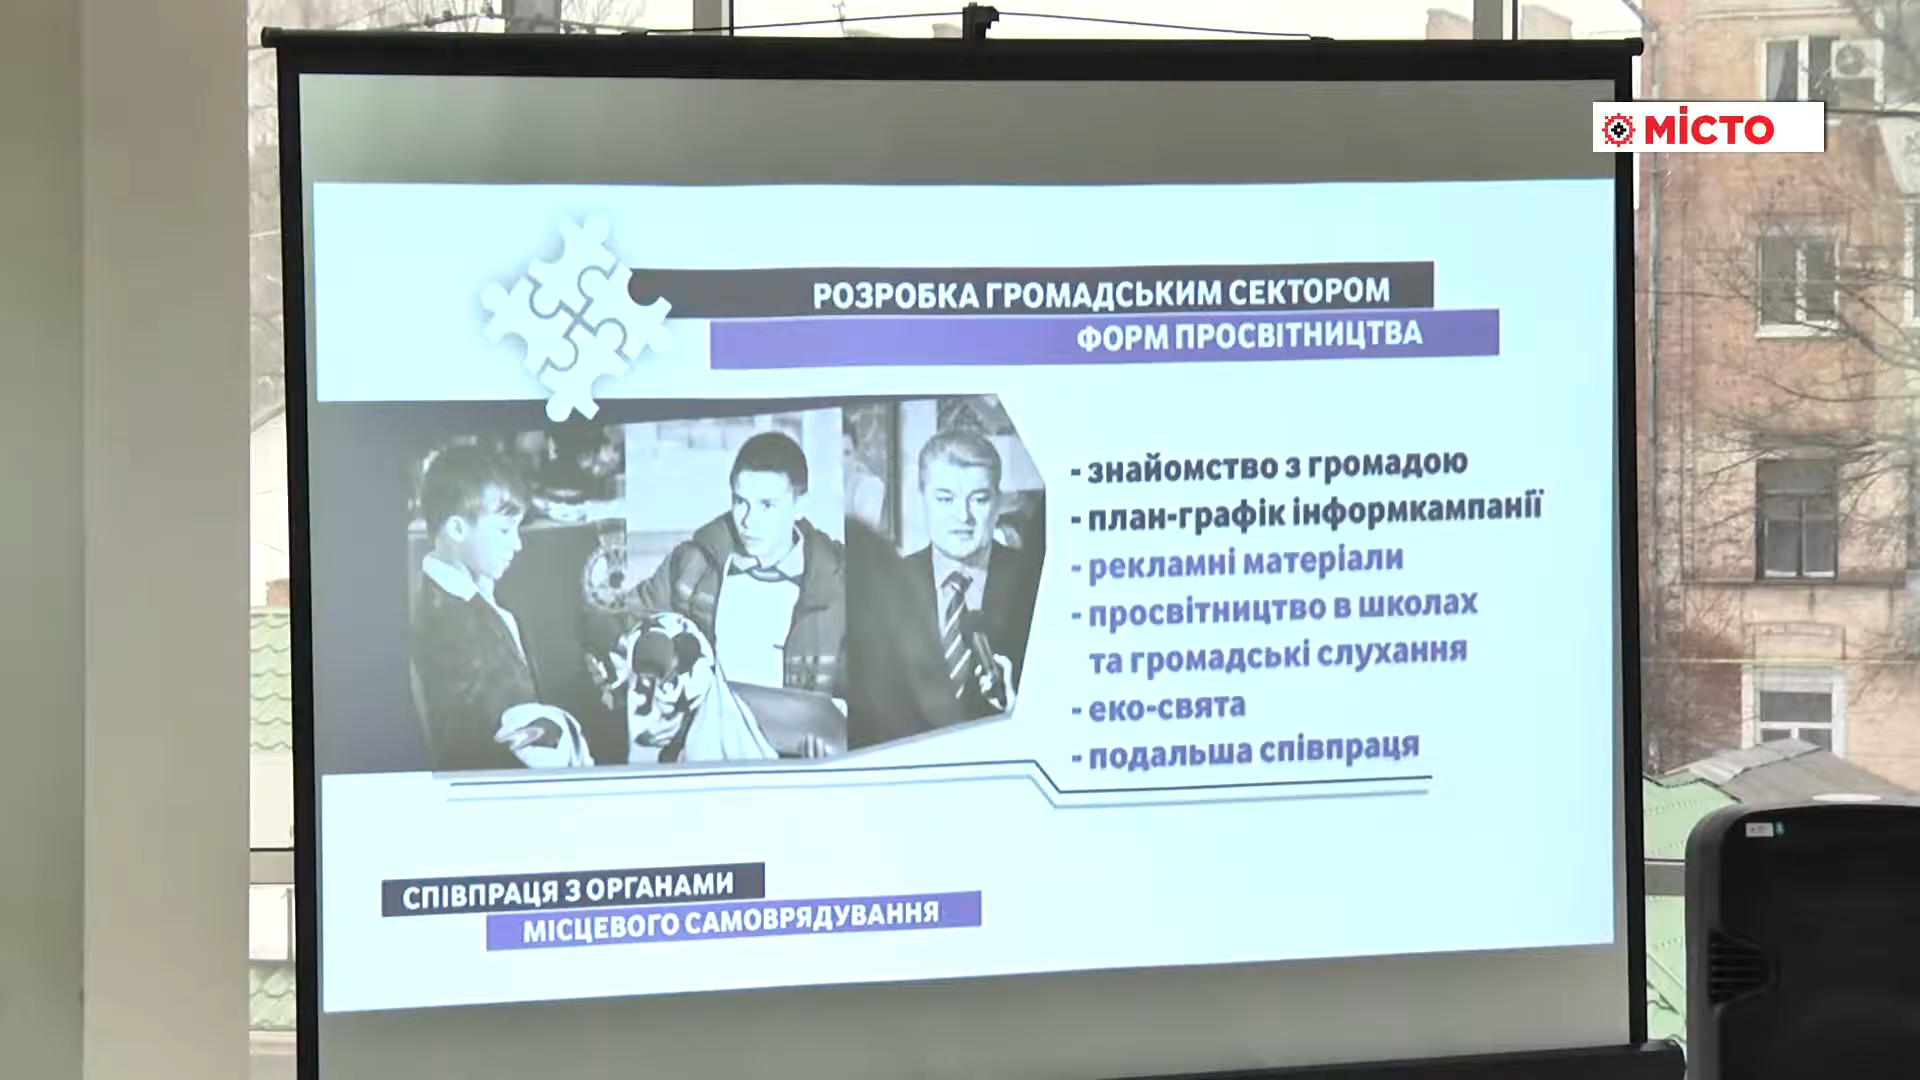 МІСТО
РОЗРОБКА ГРОМАДСЬКИМ СЕКТОРОМ
ФОРМ ПРОСВІТНИЦТВА
- знайомство з громадою
- план-графік інформкампанії
- рекламні матеріали
- просвітництво в школах
та громадські слухання
- еко-свята
- подальша співпраця
СПІВПРАЦЯ З ОРГАНАМИ
МІСЦЕВОГО САМОВРЯДУВАННЯ